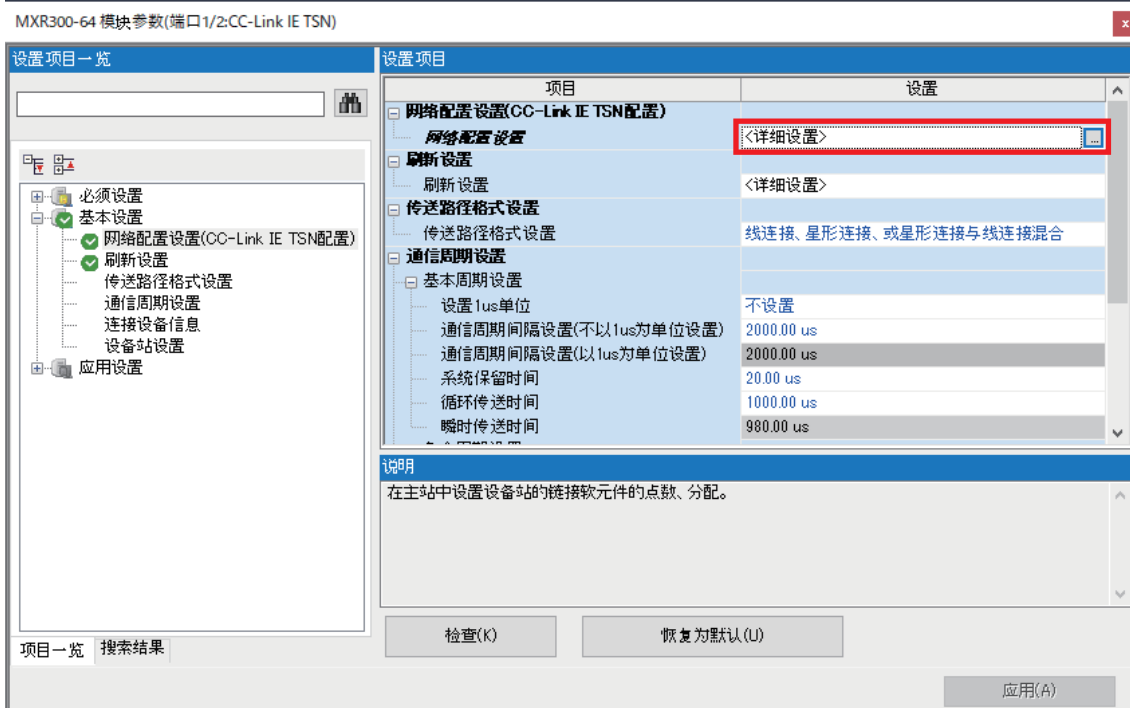 MXR300-64 模块参数(端口1/2:CC-Link IE TSN)
x
设置项目一览
必须设置
基本设置
网络配置设置(CC-Link IE TSN配置)
刷新设置
传送路径格式设置
通信周期设置
连接设备信息
设备站设置
应用设置
项目一览 搜索结果
设置项目
项目 设置
网络配置设置(CC-Link IE TSN配置)
网络配置设置 <详细设置> ...
刷新设置
刷新设置 <详细设置>
传送路径格式设置
传送路径格式设置 线连接、星形连接、或星形连接与线连接混合
通信周期设置
基本周期设置
设置1us单位 不设置
通信周期间隔设置(不以1us为单位设置) 2000.00 us
通信周期间隔设置(以1us为单位设置) 2000.00 us
系统保留时间 20.00 us
循环传送时间 1000.00 us
瞬时传送时间 980.00 us
说明
在主站中设置设备站的链接软元件的点数、分配。
检查(K) 恢复为默认(U)
应用(A)